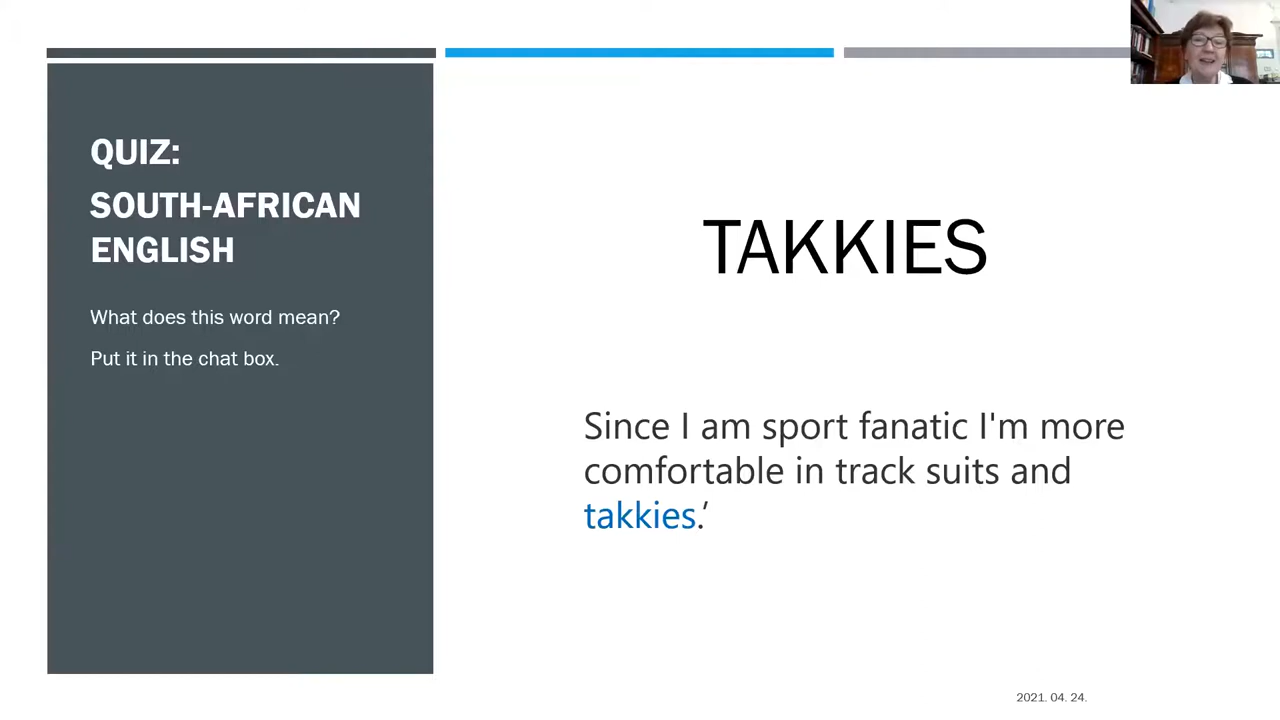 QUIZ:
SOUTH-AFRICAN
ENGLISH
What does this word mean?
Put it in the chat box.
TAKKIES
Since I am sport fanatic I'm more
comfortable in track suits and
takkies.’
2021. 04. 24.